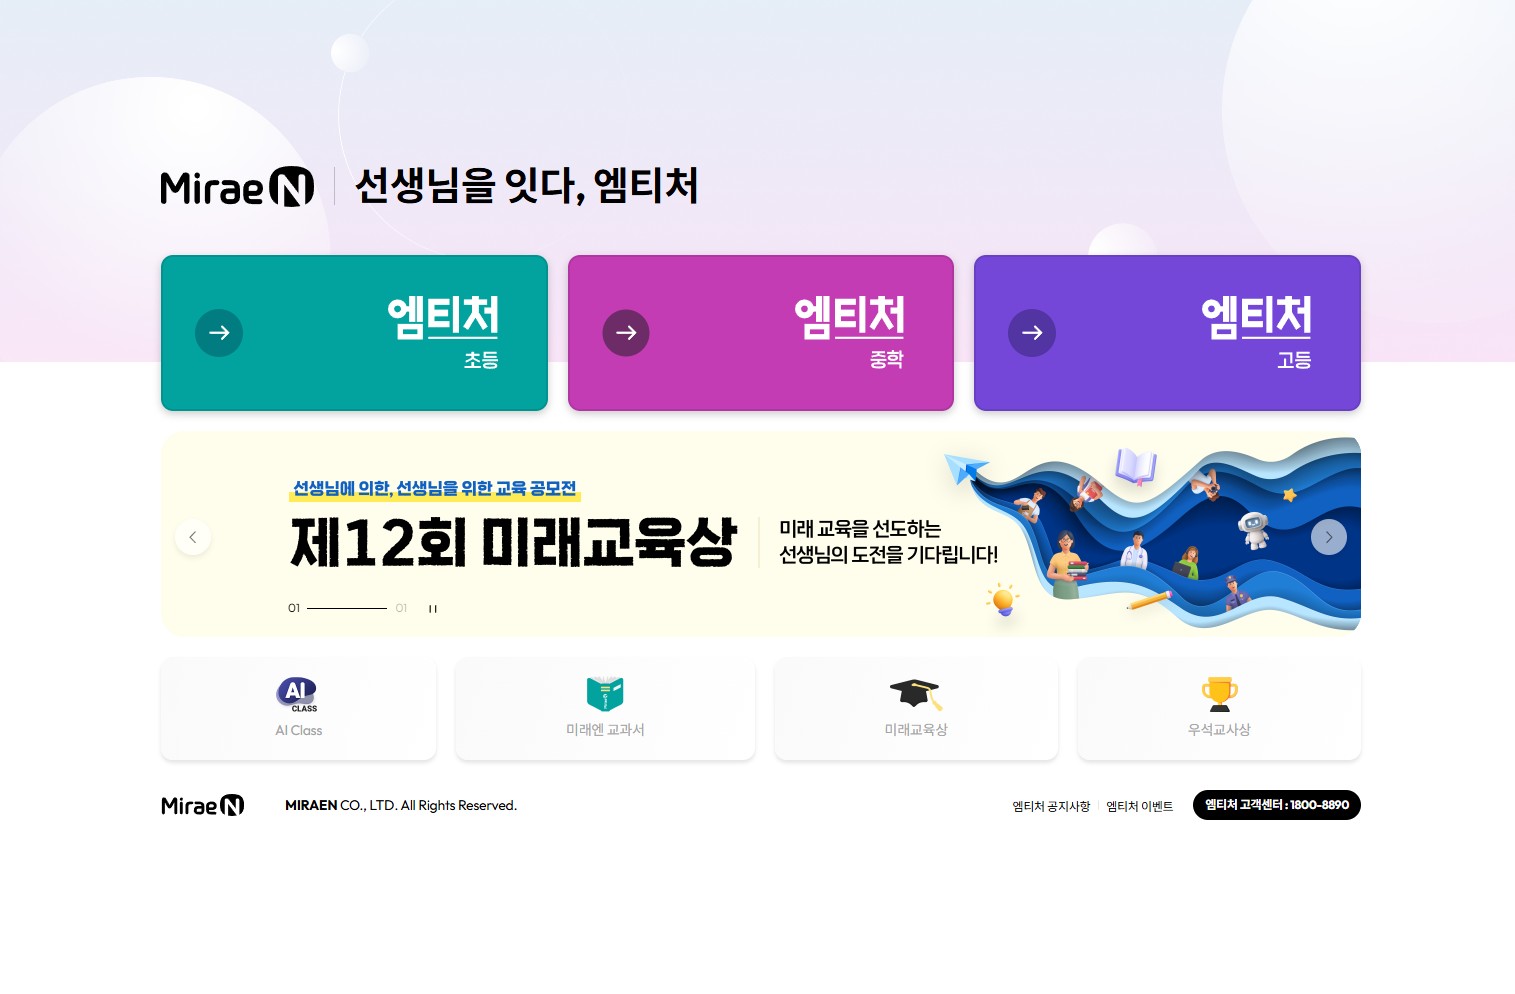 Mirae N
선생님을 잇다, 엠티처
엠티처
초등
엠티처
중학
엠티처
고등
선생님에 의한, 선생님을 위한 교육 공모전
제12회 미래교육상
미래 교육을 선도하는
선생님의 도전을 기다립니다!
01 01
AI CLASS
AI Class
미래엔 교과서
미래교육상
우석교사상
Mirae N
MIRAEN CO., LTD. All Rights Reserved.
엠티처 공지사항
엠티처 이벤트
엠티처 고객센터 : 1800-8890